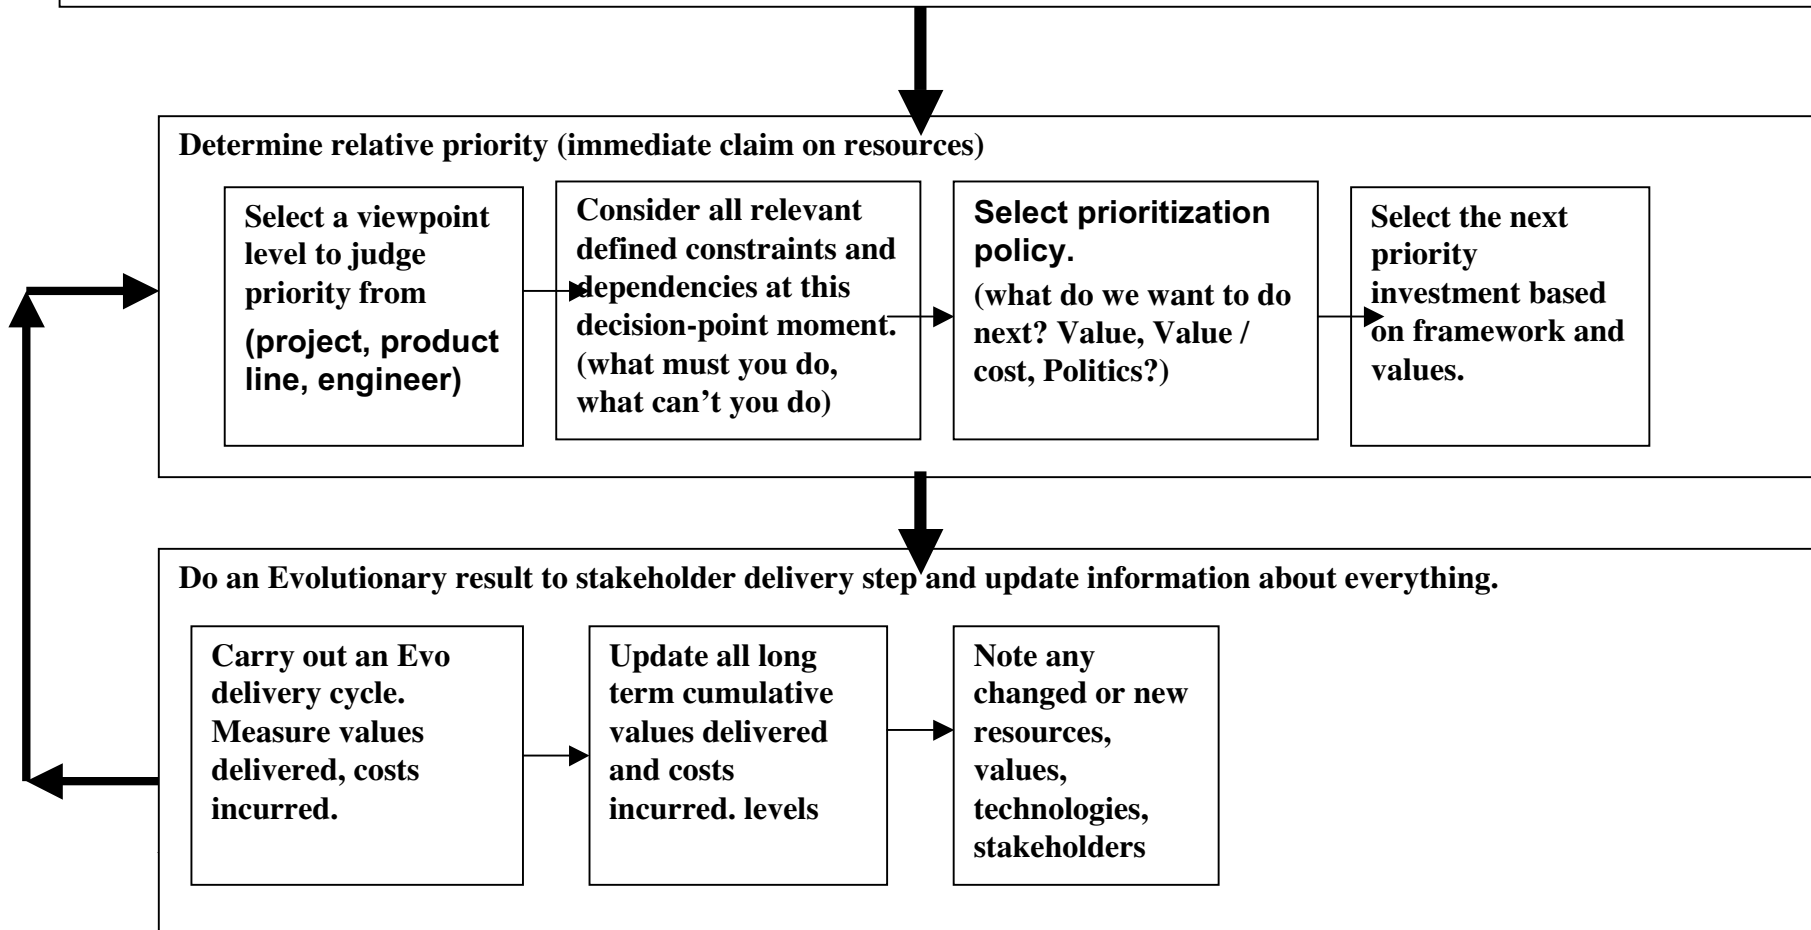 Determine relative priority (immediate claim on resources)
Select a viewpoint
level to judge
priority from
(project, product
line, engineer)
Consider all relevant
defined constraints and
dependencies at this
decision-point moment.
(what must you do,
what can’t you do)
Select prioritization
policy.
(what do we want to do
next? Value, Value /
cost, Politics?)
Select the next
priority
investment based
on framework and
values.
Do an Evolutionary result to stakeholder delivery step and update information about everything.
Carry out an Evo
delivery cycle.
Measure values
delivered, costs
incurred.
Update all long
term cumulative
values delivered
and costs
incurred. levels
Note any
changed or new
resources,
values,
technologies,
stakeholders